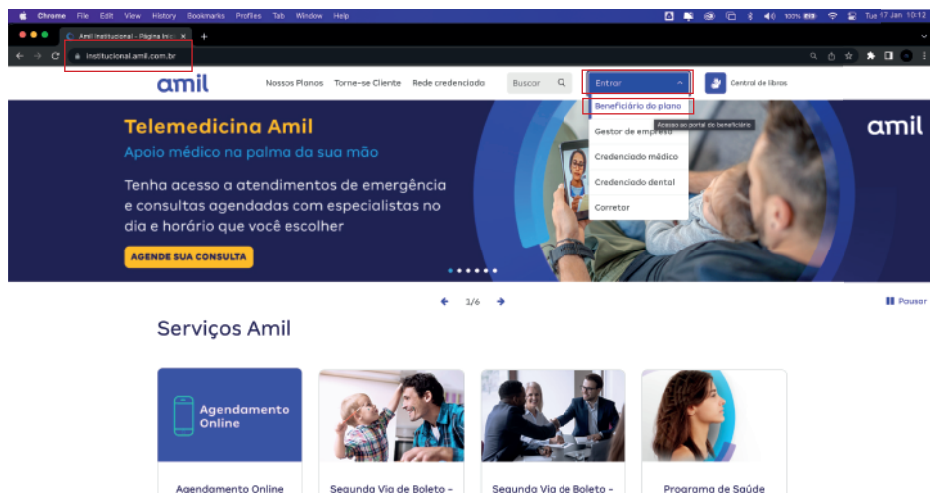 Chrome File Edit View History Bookmarks Profiles Tab Window Help
100% Tue 17 Jan 10:12
Amil Institucional - Página Inic
institucional.amil.com.br
amil
Nossos Planos Torne-se Cliente Rede credenciada Buscar Entrar Central de libras
Beneficiário do plano
Acesso ao portal do beneficiário
Gestor de empresa
Credenciado médico
Credenciado dental
Corretor
Telemedicina Amil
Apoio médico na palma da sua mão
Tenha acesso a atendimentos de emergência
e consultas agendadas com especialistas no
dia e horário que você escolher
AGENDE SUA CONSULTA
amil
1/6
Pausar
Serviços Amil
Agendamento
Online
Agendamento Online
Segunda Via de Boleto -
Segunda Via de Boleto -
Programa de Saúde